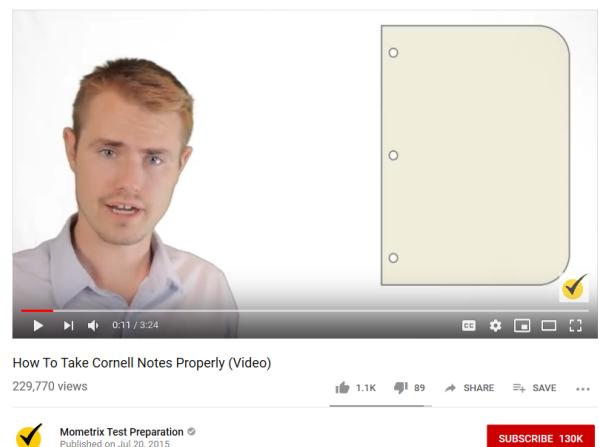 0:11 / 3:24
CC
How To Take Cornell Notes Properly (Video)
229,770 views
1.1K 89 SHARE SAVE
Mometrix Test Preparation
Published on Jul 20, 2015
SUBSCRIBE 130K